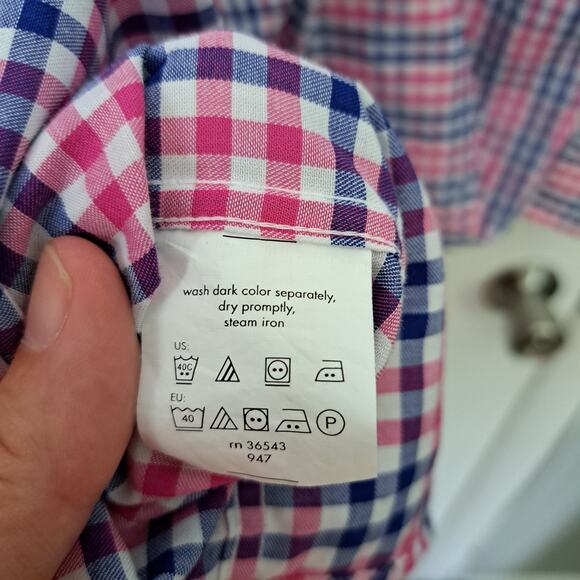 wash dark color separately,
dry promptly,
steam iron
US:
40C
EU:
40 P
rn 36543
947